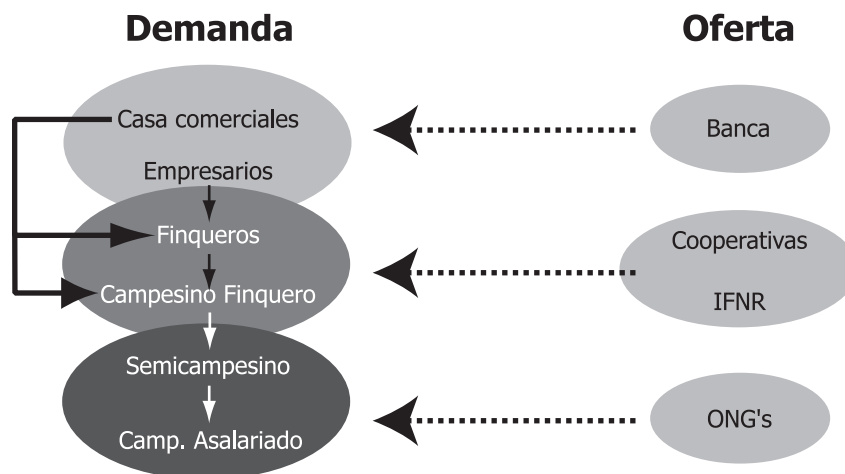 Demanda
Casa comerciales
Empresarios
Finqueros
Campesino Finquero
Semicampesino
Camp. Asalariado
Oferta
Banca
Cooperativas
IFNR
ONG's